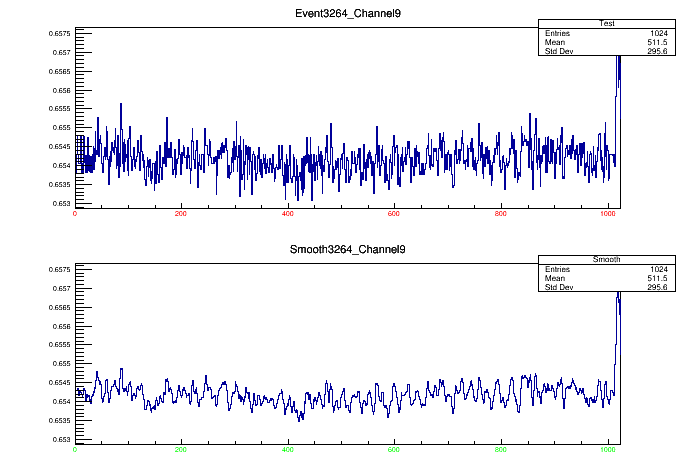 Event3264_Channel9
Test
Entries 1024
Mean 511.5
Std Dev 295.6
0.6575
0.657
0.6565
0.656
0.6555
0.655
0.6545
0.654
0.6535
0.653
0 200 400 600 800 1000
Smooth3264_Channel9
Smooth
Entries 1024
Mean 511.5
Std Dev 295.6
0.6575
0.657
0.6565
0.656
0.6555
0.655
0.6545
0.654
0.6535
0.653
0 200 400 600 800 1000